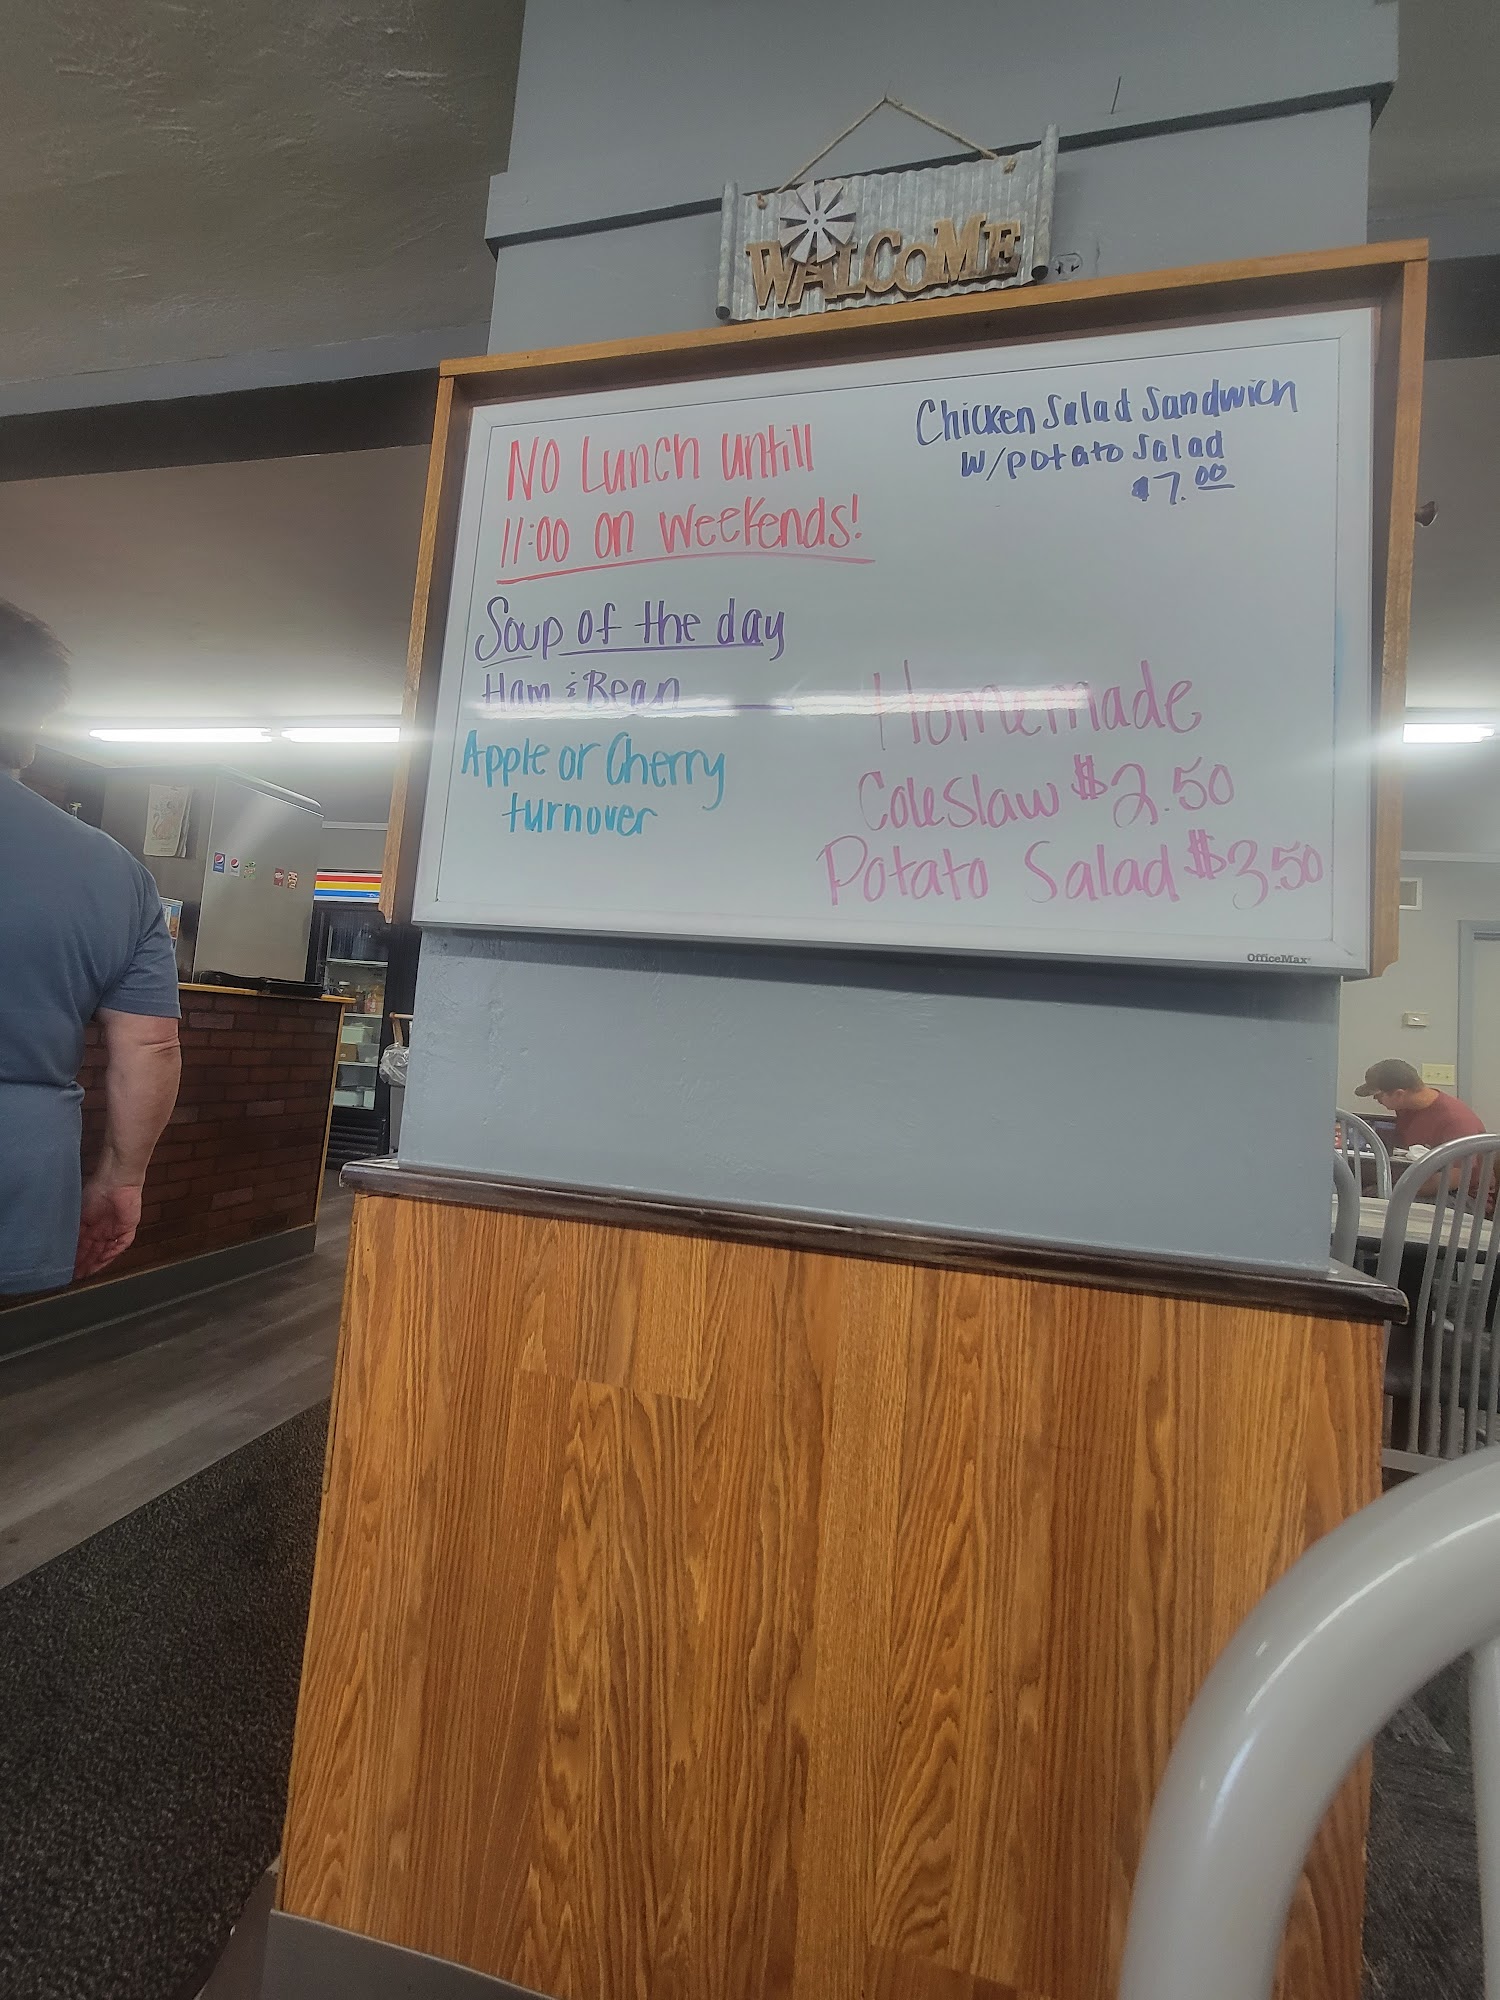 WALCOME
NO Lunch untill
11:00 on weekends!
Soup of the day
Ham & Bean
Apple or Cherry
turnover
Chicken Salad Sandwich
w/potato Salad
$7.00
Homemade
ColeSlaw $2.50
Potato Salad $3.50
OfficeMax